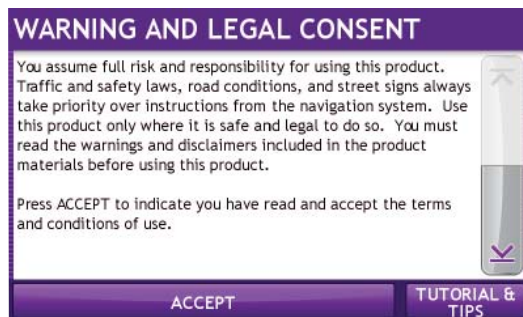 WARNING AND LEGAL CONSENT
You assume full risk and responsibility for using this product.
Traffic and safety laws, road conditions, and street signs always
take priority over instructions from the navigation system.  Use
this product only where it is safe and legal to do so.  You must
read the warnings and disclaimers included in the product
materials before using this product.
Press ACCEPT to indicate you have read and accept the terms
and conditions of use.
ACCEPT
TUTORIAL &
TIPS